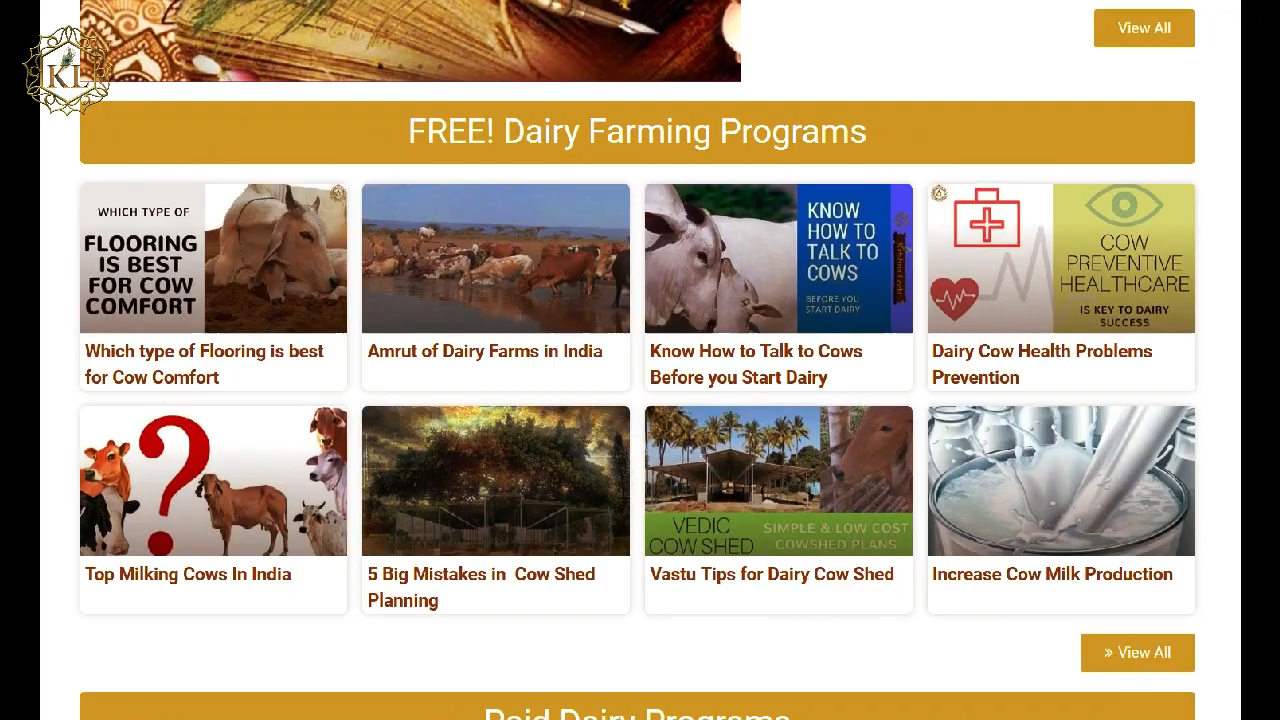 View All
KL
FREE! Dairy Farming Programs
WHICH TYPE OF
FLOORING
IS BEST
FOR COW
COMFORT
KNOW
HOW TO
TALK TO
COWS
BEFORE YOU
START DAIRY
COW
PREVENTIVE
HEALTHCARE
IS KEY TO DAIRY
SUCCESS
Which type of Flooring is best
for Cow Comfort
Amrut of Dairy Farms in India
Know How to Talk to Cows
Before you Start Dairy
Dairy Cow Health Problems
Prevention
?
VEDIC
COW SHED
SIMPLE & LOW COST
COWSHED PLANS
Top Milking Cows In India
5 Big Mistakes in Cow Shed
Planning
Vastu Tips for Dairy Cow Shed
Increase Cow Milk Production
» View All
Paid Dairy Programs